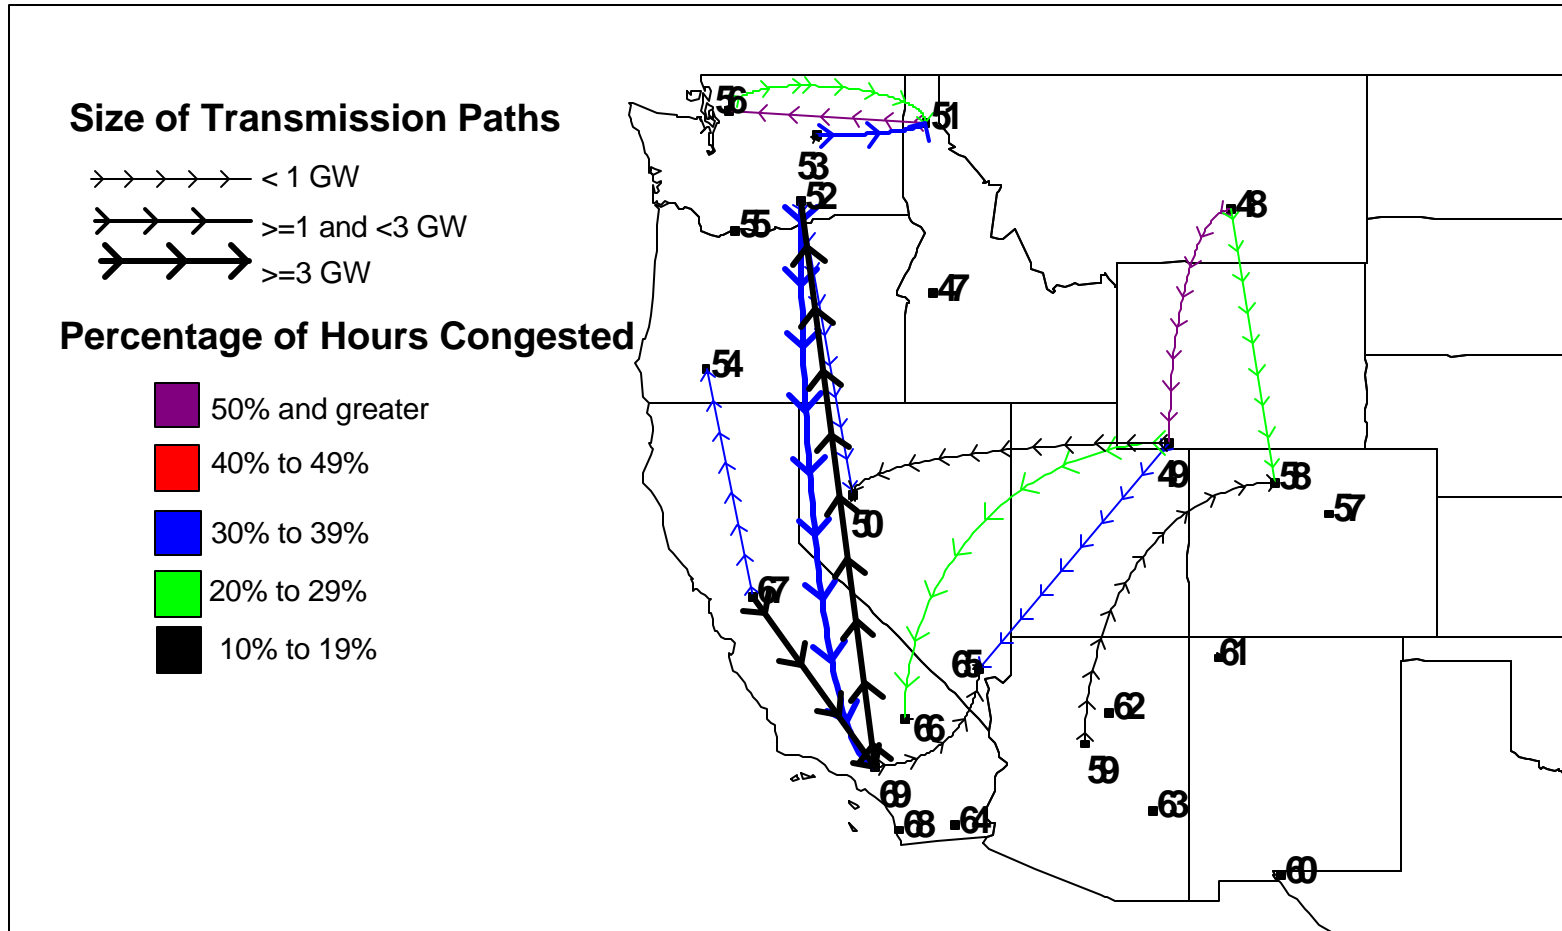 Size of Transmission Paths
< 1 GW
>=1 and <3 GW
>=3 GW
Percentage of Hours Congested
50% and greater
40% to 49%
30% to 39%
20% to 29%
10% to 19%
56
51
53
52
55
48
47
54
49
58
50
57
67
61
65
62
66
59
69
63
68
64
60